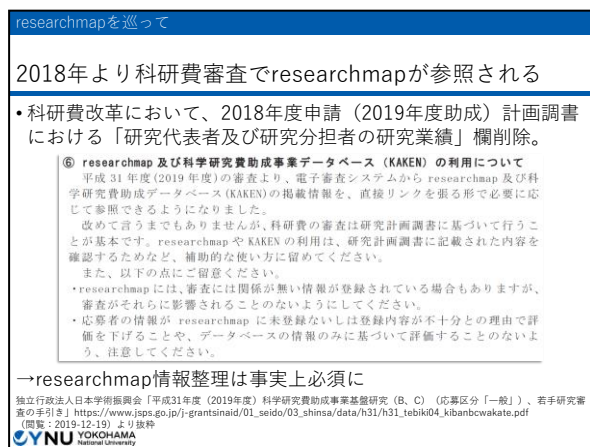 researchmapを巡って
2018年より科研費審査でresearchmapが参照される
• 科研費改革において、2018年度申請（2019年度助成）計画調書
における「研究代表者及び研究分担者の研究業績」欄削除。
⑥ researchmap 及び科学研究費助成事業データベース（KAKEN）の利用について
平成 31 年度(2019 年度)の審査より、電子審査システムから researchmap 及び科
学研究費助成データベース(KAKEN)の掲載情報を、直接リンクを張る形で必要に応
じて参照できるようになりました。
改めて言うまでもありませんが、科研費の審査は研究計画調書に基づいて行うこ
とが基本です。researchmap や KAKEN の利用は、研究計画調書に記載された内容を
確認するためなど、補助的な使い方に留めてください。
また、以下の点にご留意ください。
・researchmap には、審査には関係が無い情報が登録されている場合もありますが、
審査がそれらに影響されることのないようにしてください。
・応募者の情報が researchmap に未登録ないしは登録内容が不十分との理由で評
価を下げることや、データベースの情報のみに基づいて評価することのないよ
う、注意してください。
→researchmap情報整理は事実上必須に
独立行政法人日本学術振興会「平成31年度（2019年度）科学研究費助成事業基盤研究（B、C）（応募区分「一般」）、若手研究審
査の手引き」https://www.jsps.go.jp/j-grantsinaid/01_seido/03_shinsa/data/h31/h31_tebiki04_kibanbcwakate.pdf
（閲覧：2019-12-19）より抜粋
YNU YOKOHAMA
National University